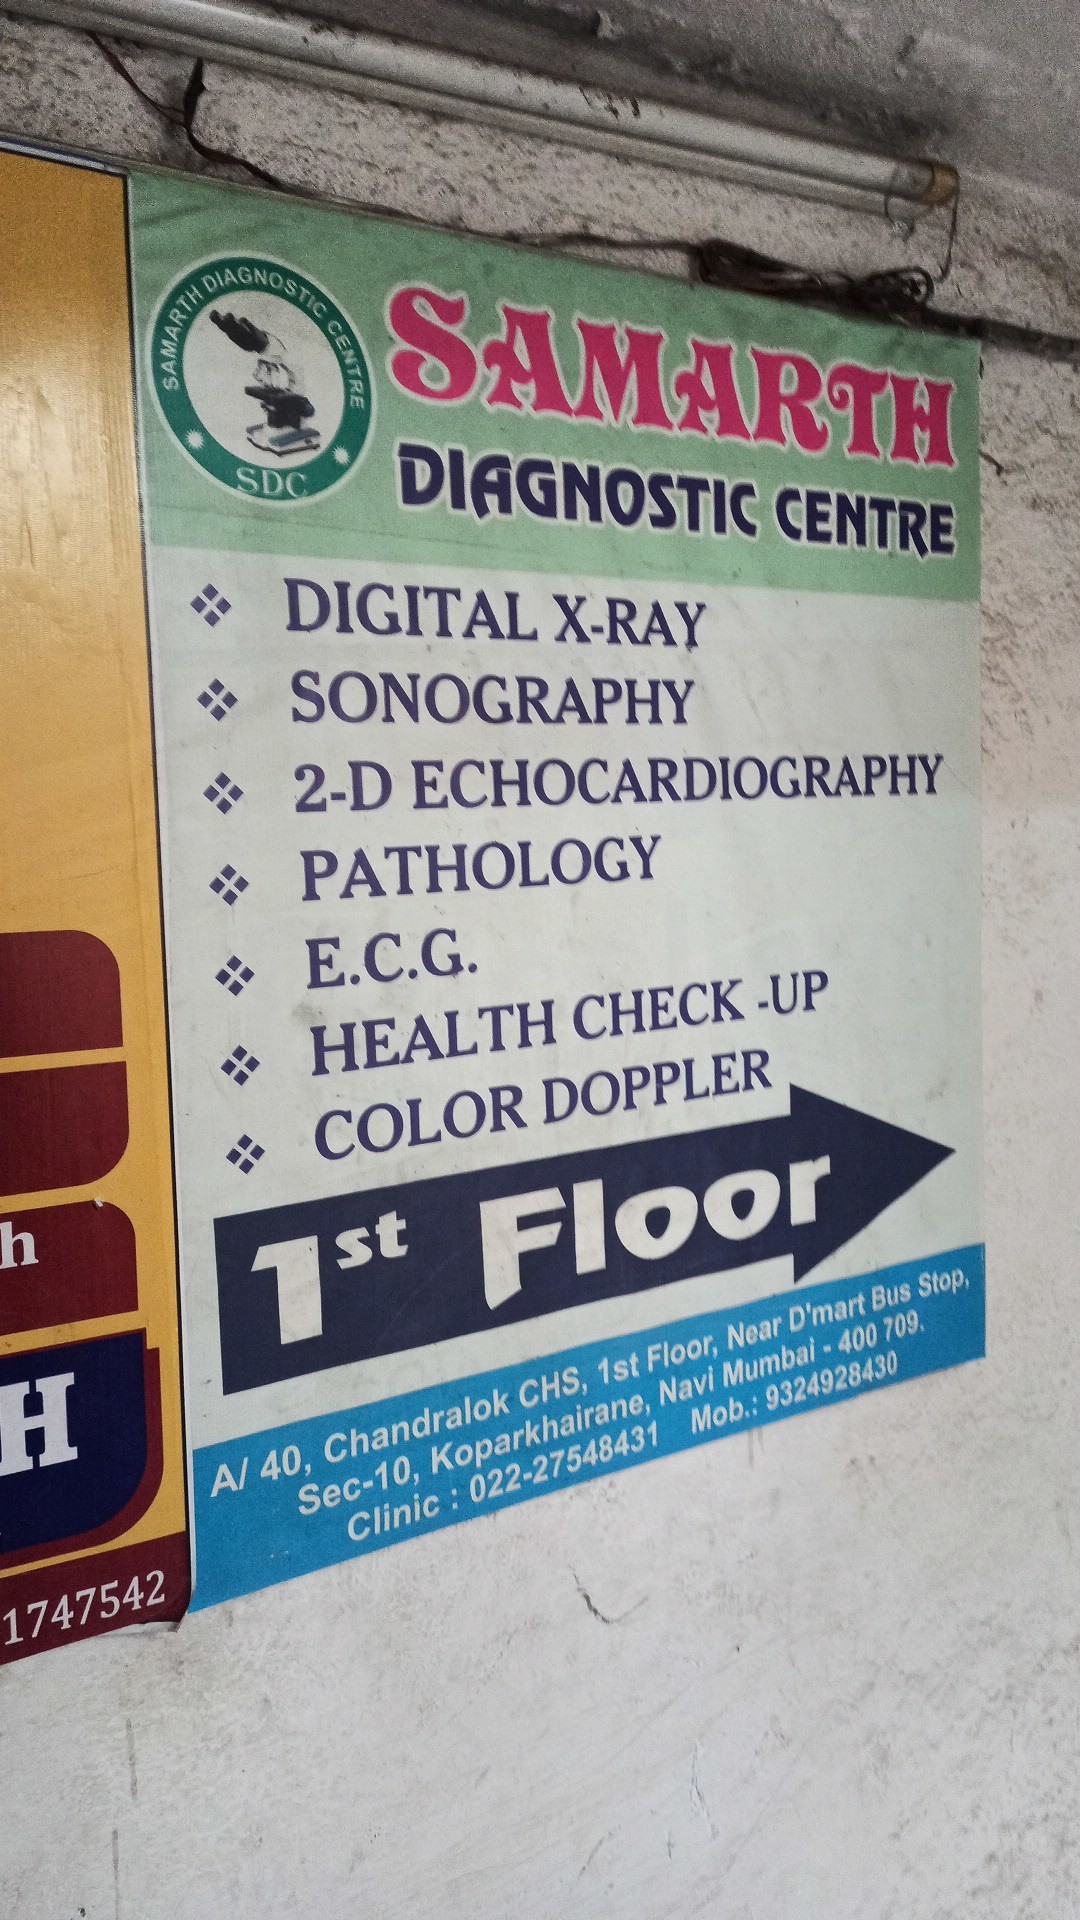 SAMARTH DIAGNOSTIC CENTRE
SDC
SAMARTH
DIAGNOSTIC CENTRE
DIGITAL X-RAY
SONOGRAPHY
2-D ECHOCARDIOGRAPHY
PATHOLOGY
E.C.G.
HEALTH CHECK -UP
COLOR DOPPLER
1st Floor
A/ 40, Chandralok CHS, 1st Floor, Near D'mart Bus Stop,
Sec-10, Koparkhairane, Navi Mumbai - 400 709.
Clinic : 022-27548431 Mob.: 9324928430
h
H
1747542